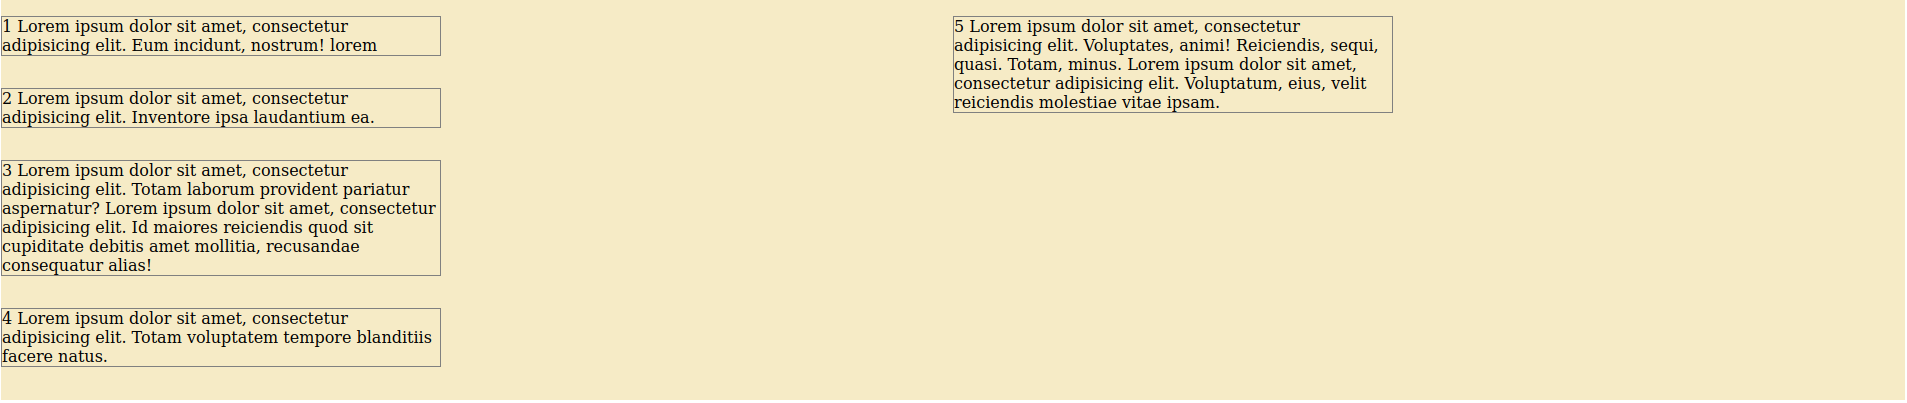 1 Lorem ipsum dolor sit amet, consectetur
adipisicing elit. Eum incidunt, nostrum! lorem
2 Lorem ipsum dolor sit amet, consectetur
adipisicing elit. Inventore ipsa laudantium ea.
3 Lorem ipsum dolor sit amet, consectetur
adipisicing elit. Totam laborum provident pariatur
aspernatur? Lorem ipsum dolor sit amet, consectetur
adipisicing elit. Id maiores reiciendis quod sit
cupiditate debitis amet mollitia, recusandae
consequatur alias!
4 Lorem ipsum dolor sit amet, consectetur
adipisicing elit. Totam voluptatem tempore blanditiis
facere natus.
5 Lorem ipsum dolor sit amet, consectetur
adipisicing elit. Voluptates, animi! Reiciendis, sequi,
quasi. Totam, minus. Lorem ipsum dolor sit amet,
consectetur adipisicing elit. Voluptatum, eius, velit
reiciendis molestiae vitae ipsam.